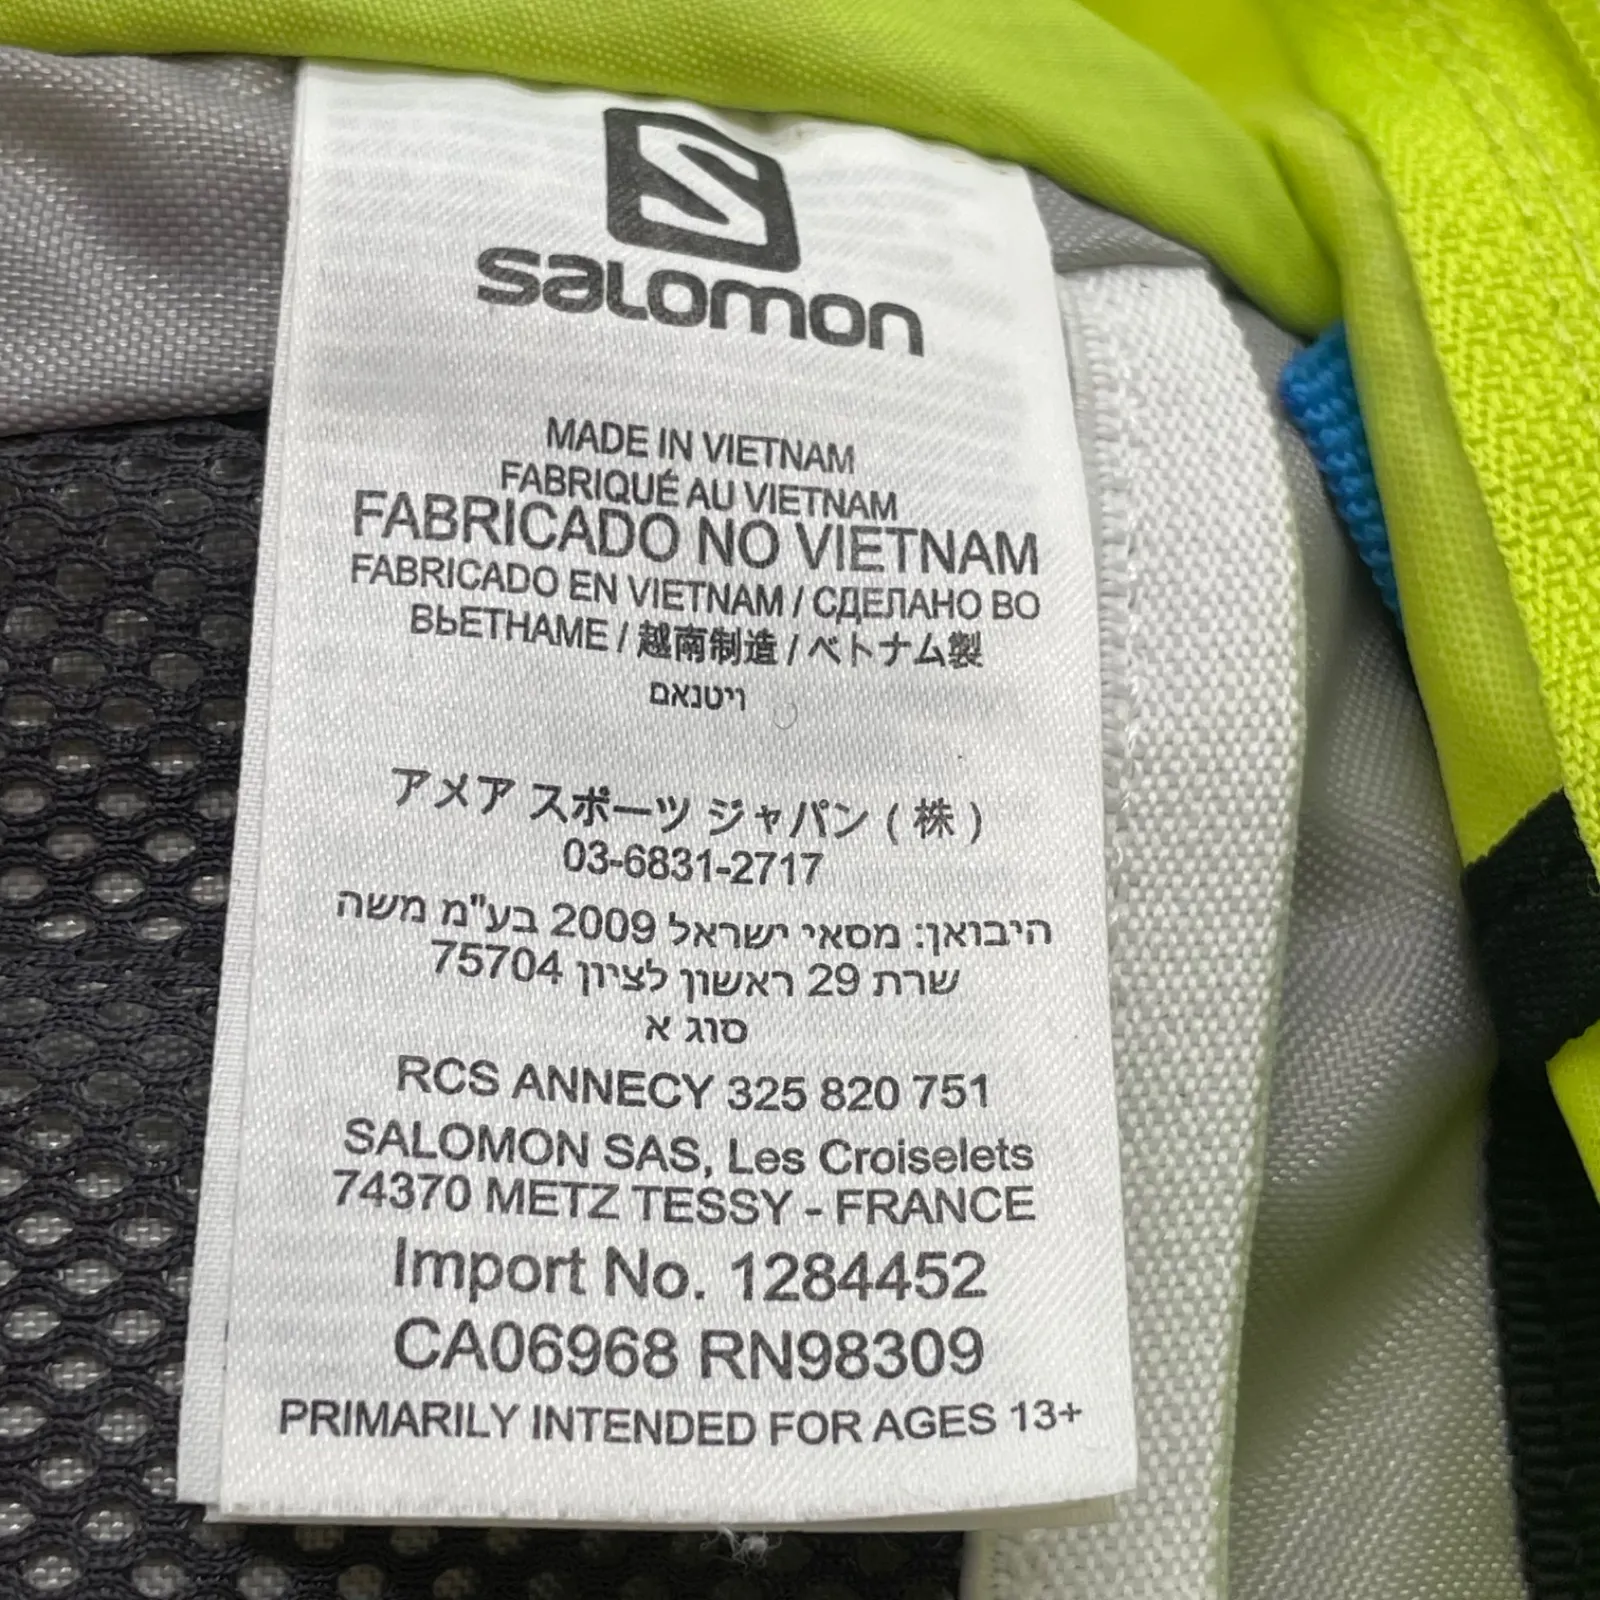 S
SALOMON
MADE IN VIETNAM
FABRIQUÉ AU VIETNAM
FABRICADO NO VIETNAM
FABRICADO EN VIETNAM / СДЕЛАНО ВО
ВЬЕТНАМЕ / 越南制造 / ベトナム製
ויטנאם
アメア スポーツ ジャパン ( 株 )
03-6831-2717
היבואן: מסאי ישראל 2009 בע"מ משה
שרת 29 ראשון לציון 75704
סוג א
RCS ANNECY 325 820 751
SALOMON SAS, Les Croiselets
74370 METZ TESSY - FRANCE
Import No. 1284452
CA06968 RN98309
PRIMARILY INTENDED FOR AGES 13+